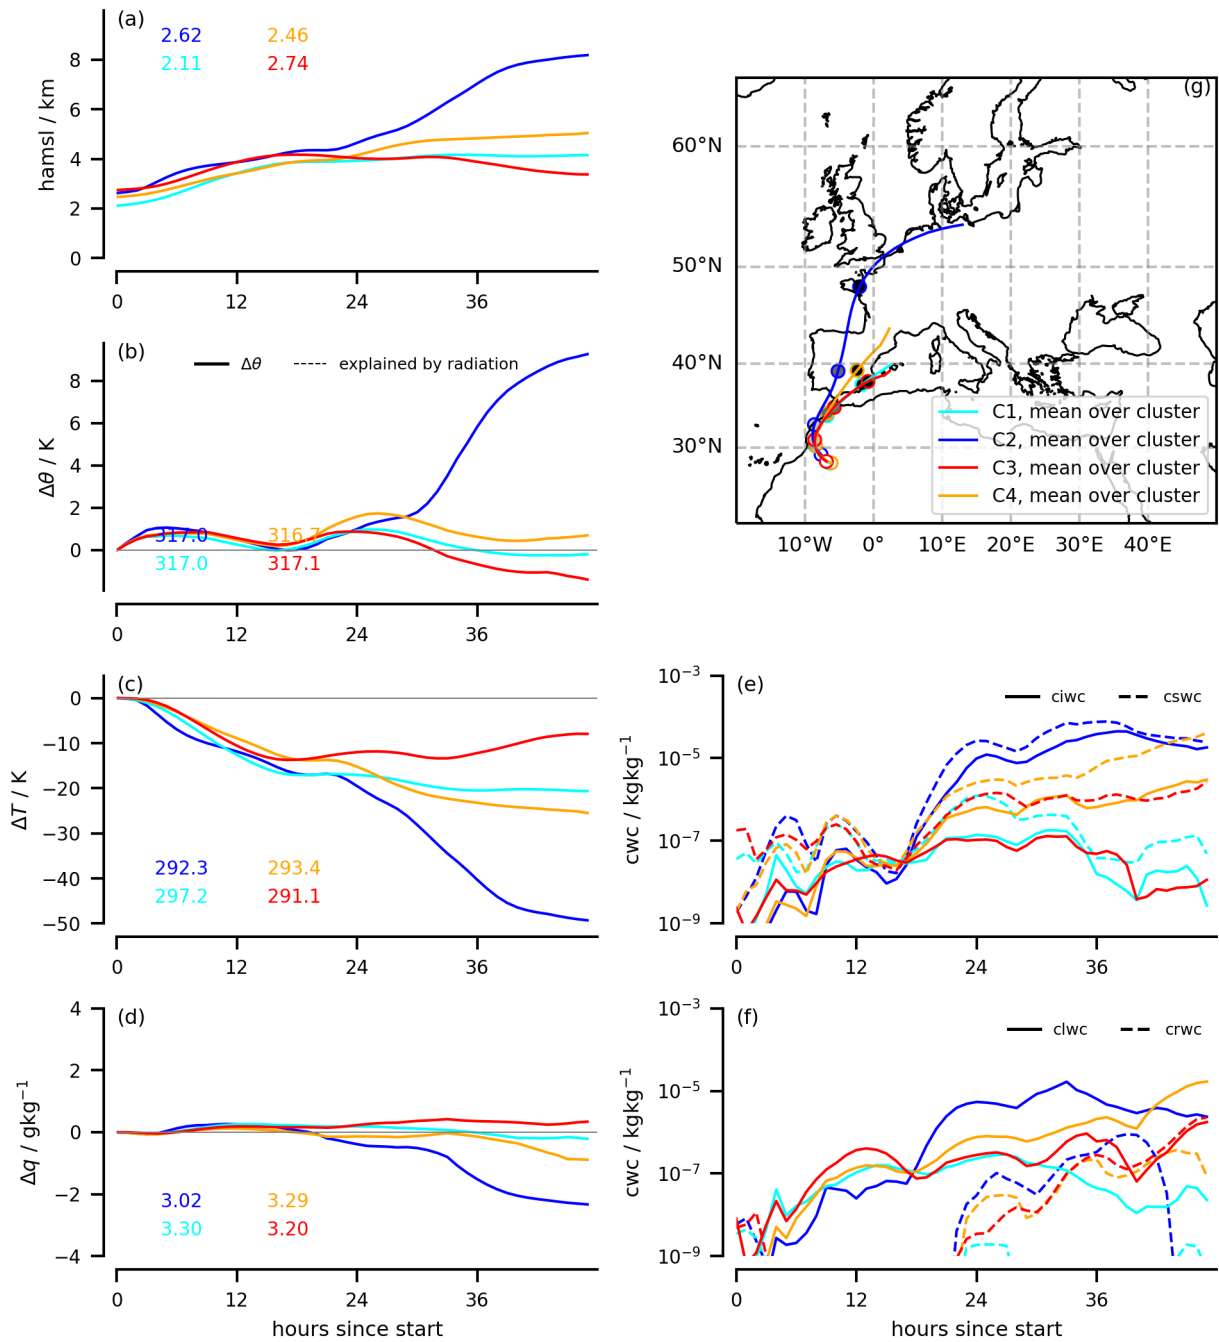 (a)
2.62 2.46
2.11 2.74
hamsl / km
8
6
4
2
0
0 12 24 36
(b)
Δθ explained by radiation
Δθ / K
8
6
4
2
0
317.0 316.7
317.0 317.1
0 12 24 36
(c)
ΔT / K
0
−10
−20
−30
−40
−50
292.3 293.4
297.2 291.1
0 12 24 36
(d)
Δq / gkg⁻¹
4
2
0
−2
−4
3.02 3.29
3.30 3.20
0 12 24 36
hours since start
(g)
60°N
50°N
40°N
30°N
C1, mean over cluster
C2, mean over cluster
C3, mean over cluster
C4, mean over cluster
10°W 0° 10°E 20°E 30°E 40°E
(e)
ciwc cswc
cwc / kgkg⁻¹
10⁻³
10⁻⁵
10⁻⁷
10⁻⁹
0 12 24 36
(f)
clwc crwc
cwc / kgkg⁻¹
10⁻³
10⁻⁵
10⁻⁷
10⁻⁹
0 12 24 36
hours since start